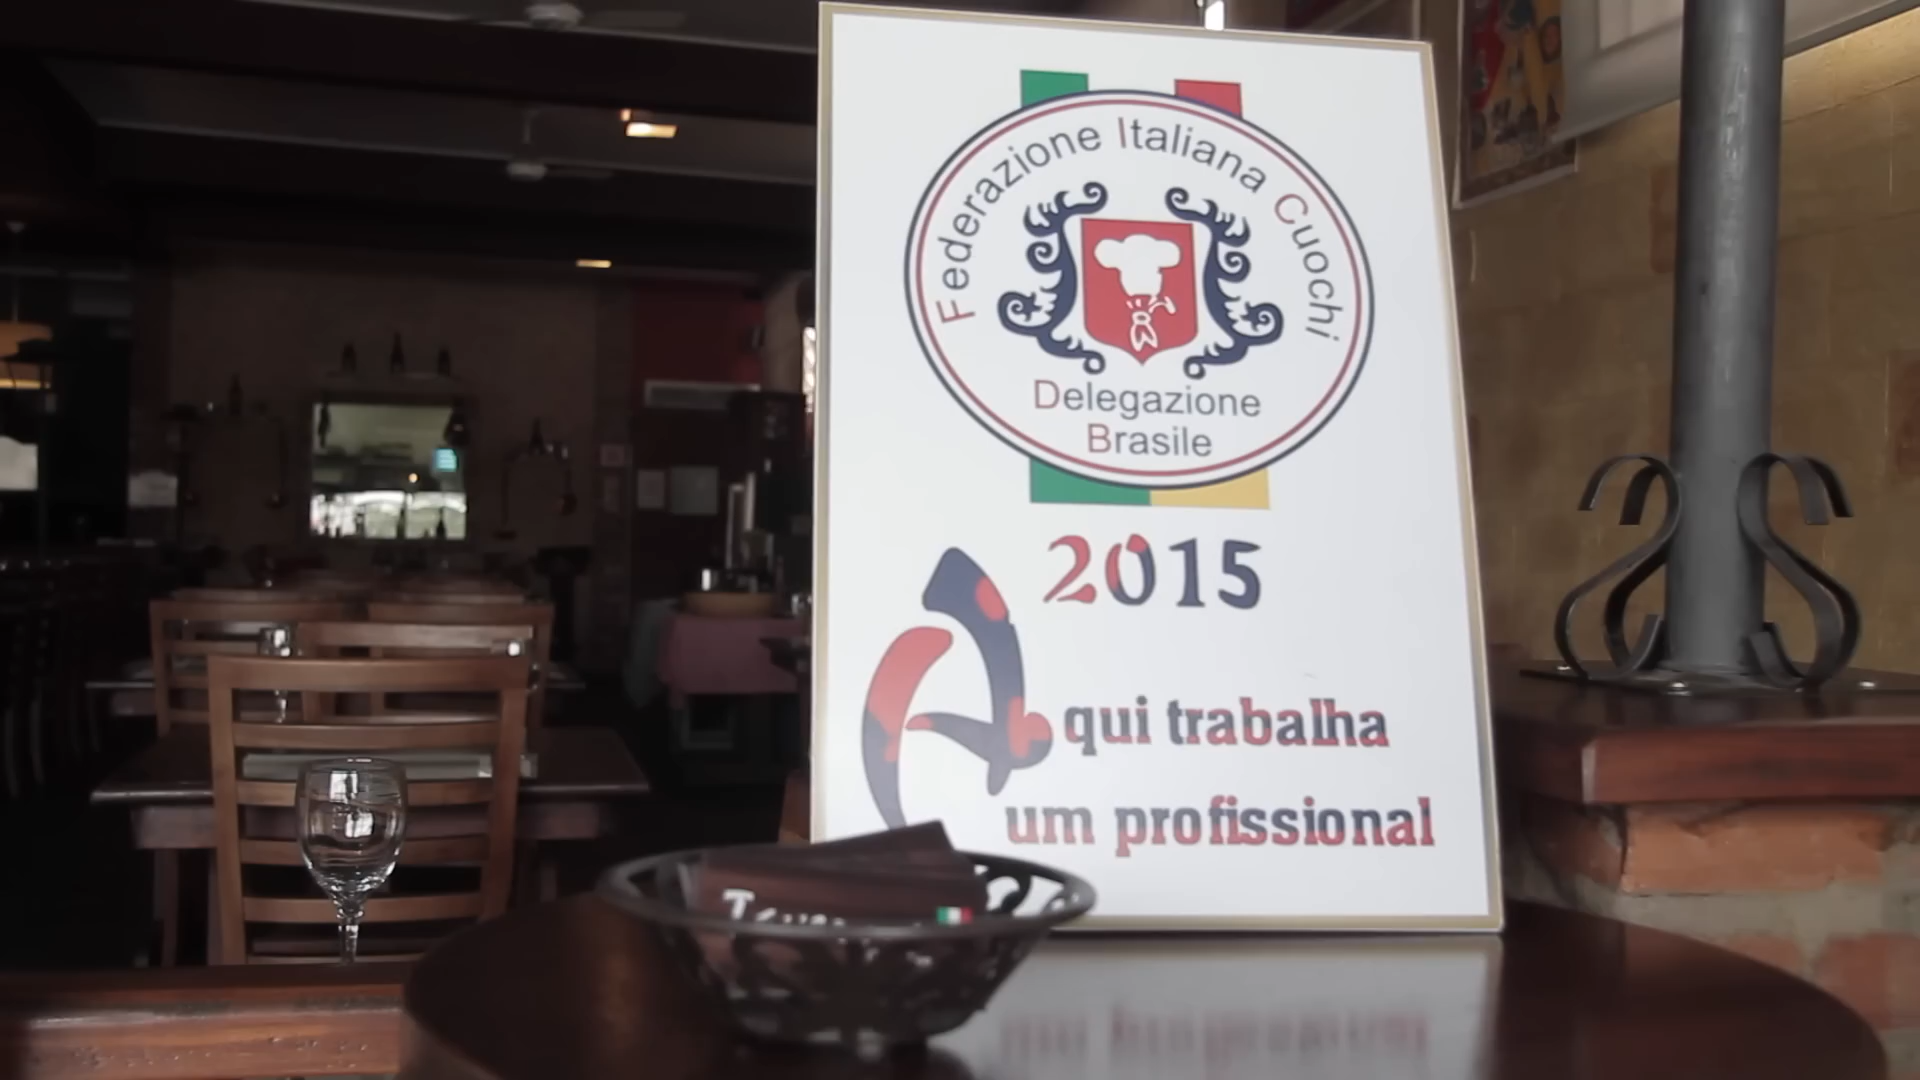 Federazione Italiana Cuochi
Delegazione
Brasile
2015
Aqui trabalha
um profissional